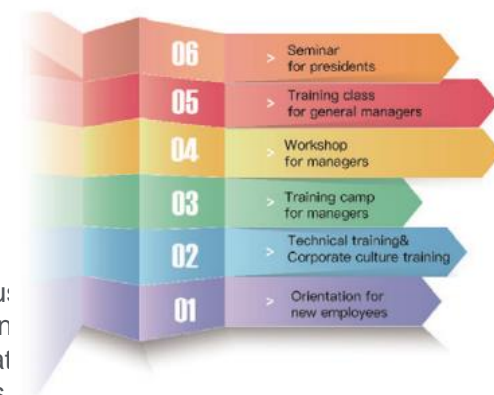 06
> Seminar
for presidents
05
> Training class
for general managers
04
> Workshop
for managers
03
> Training camp
for managers
02
> Technical training&
Corporate culture training
01
> Orientation for
new employees